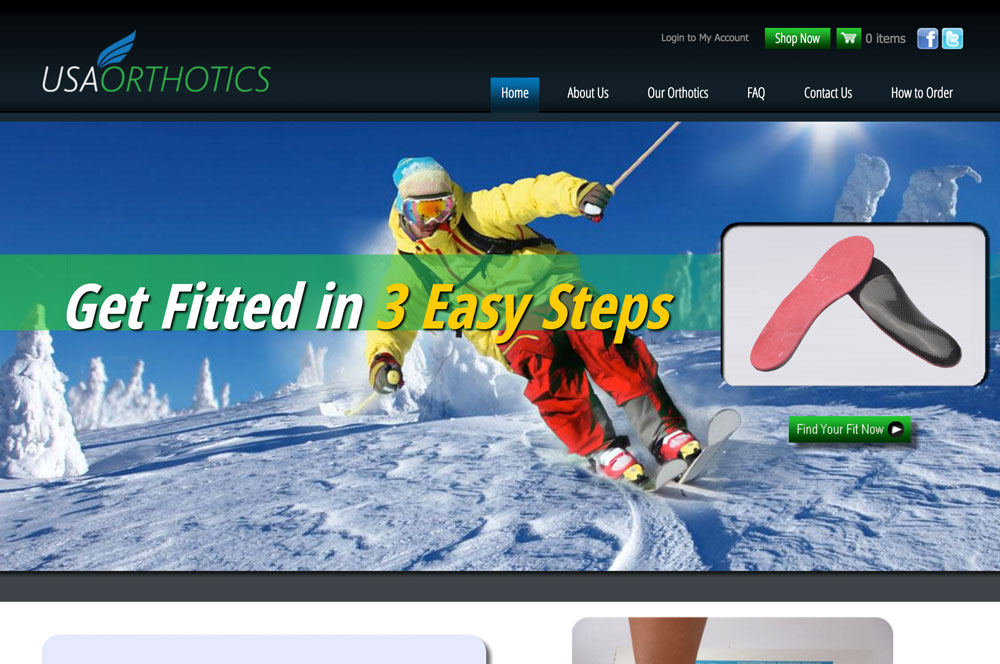 USAORTHOTICS
Login to My Account
Shop Now
0 items
Home
About Us
Our Orthotics
FAQ
Contact Us
How to Order
Get Fitted in 3 Easy Steps
Find Your Fit Now